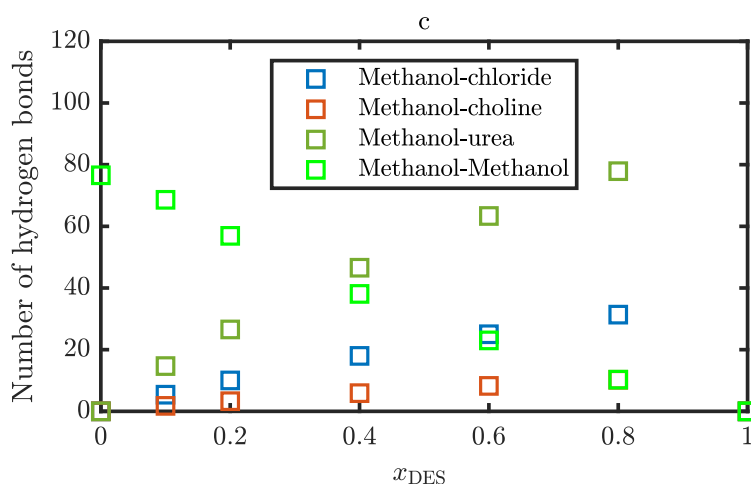 c
Number of hydrogen bonds
120
100
80
60
40
20
0
Methanol-chloride
Methanol-choline
Methanol-urea
Methanol-Methanol
0 0.2 0.4 0.6 0.8 1
xDES